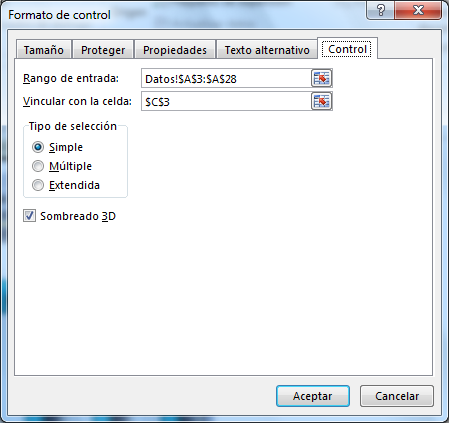 Formato de control
Tamaño Proteger Propiedades Texto alternativo Control
Rango de entrada: Datos!$A$3:$A$28
Vincular con la celda: $C$3
Tipo de selección
Simple
Múltiple
Extendida
Sombreado 3D
Aceptar Cancelar